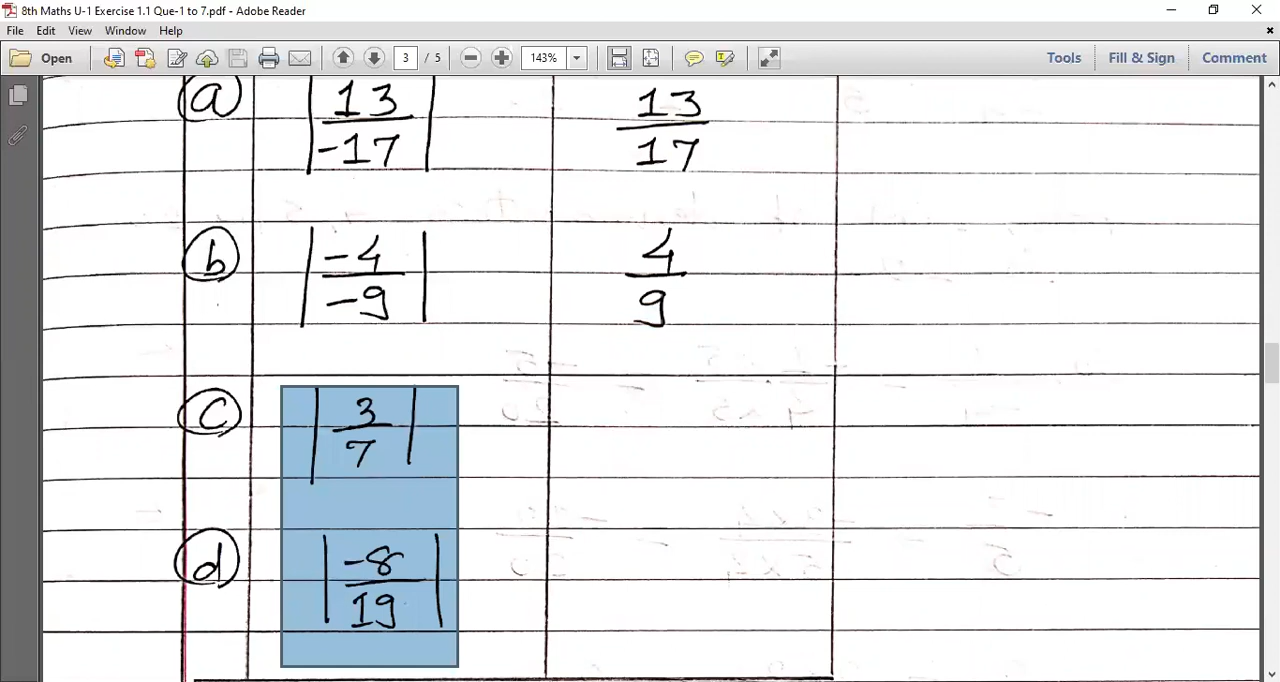 8th Maths U-1 Exercise 1.1 Que-1 to 7.pdf - Adobe Reader
File Edit View Window Help
Open 3 / 5 143% Tools Fill & Sign Comment
(a) |13/-17| 13/17
(b) |-4/-9| 4/9
(c) |3/7|
(d) |-8/19|